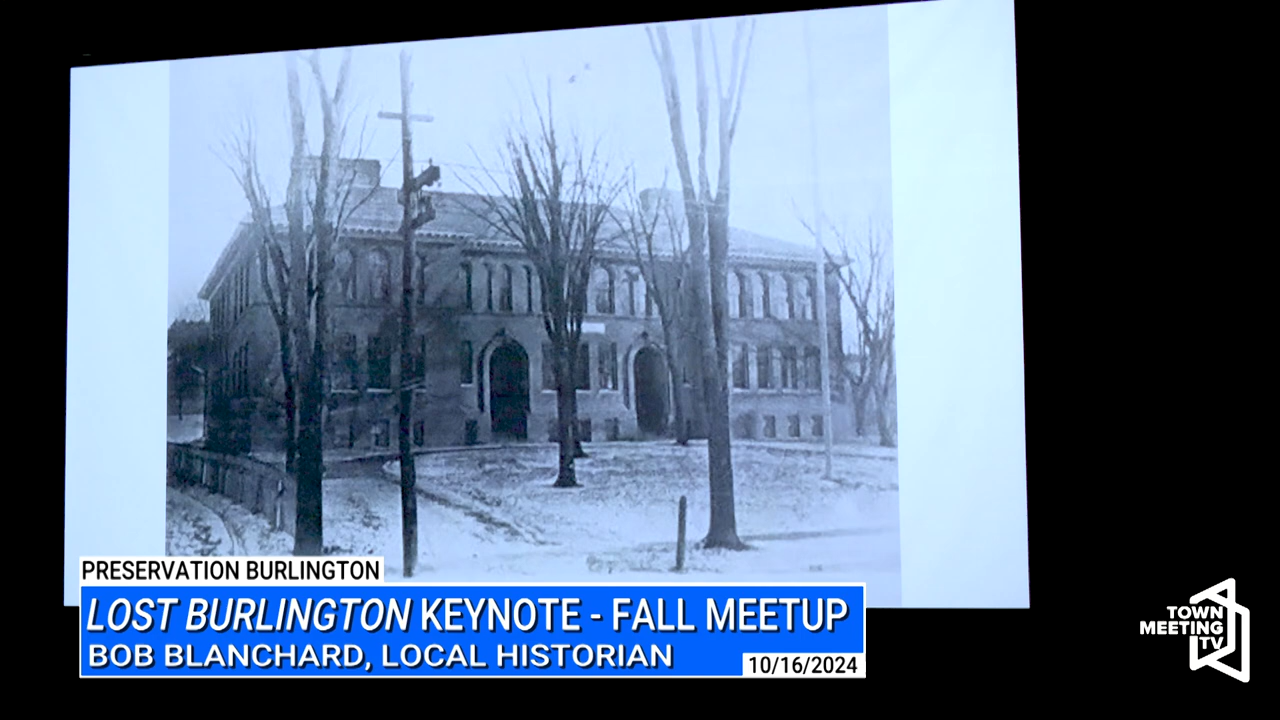 PRESERVATION BURLINGTON
LOST BURLINGTON KEYNOTE - FALL MEETUP
BOB BLANCHARD, LOCAL HISTORIAN
10/16/2024
TOWN
MEETING
TV